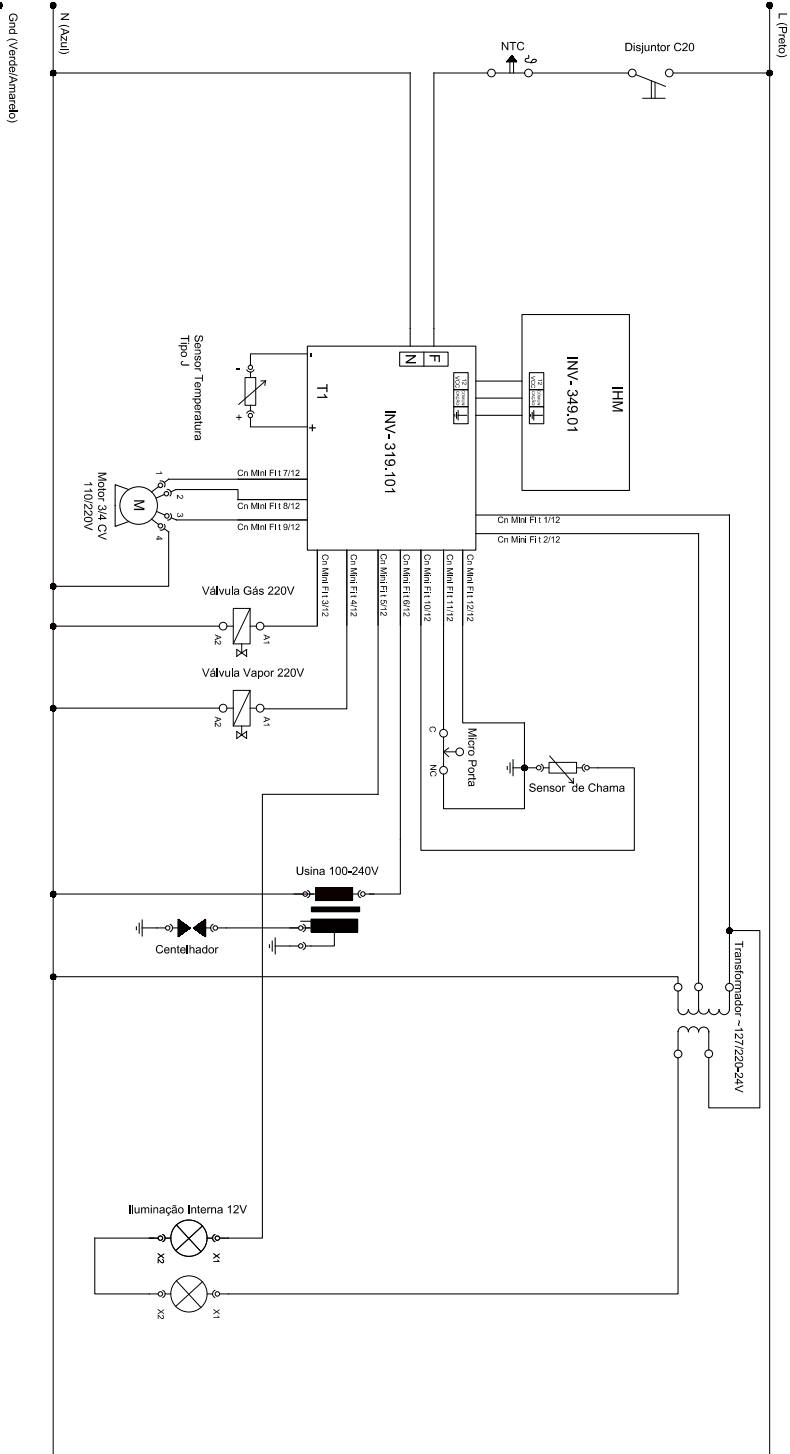 L (Preto)
N (Azul)
Gnd (Verde/Amarelo)
NTC
Disjuntor C20
IHM
INV- 349.01
12
VCC
F
N
12
VCC
INV- 319.101
T1
-
+
Sensor Temperatura
Tipo J
-
+
Cn Mini Fit 1/12
Cn Mini Fit 2/12
Cn Mini Fit 7/12
Cn Mini Fit 8/12
Cn Mini Fit 9/12
1
2
3
4
M
Motor 3/4 CV
110/220V
Cn Mini Fit 3/12
Cn Mini Fit 4/12
Cn Mini Fit 5/12
Cn Mini Fit 6/12
Cn Mini Fit 10/12
Cn Mini Fit 11/12
Cn Mini Fit 12/12
Válvula Gás 220V
A2
A1
Válvula Vapor 220V
A2
A1
C
NC
Micro Porta
Sensor de Chama
Usina 100-240V
Centelhador
Transformador ~127/220-24V
Iluminação Interna 12V
X2
X1
X2
X1